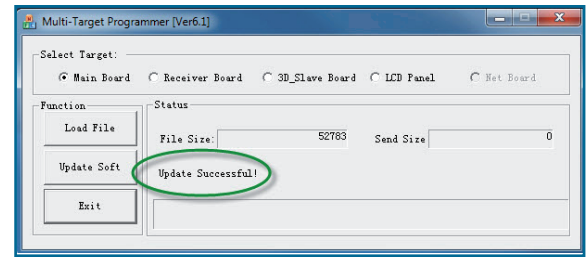 Multi-Target Programmer [Ver6.1]
Select Target:
Main Board Receiver Board 3D_Slave Board LCD Panel Net Board
Function
Status
Load File
File Size: 52783 Send Size 0
Update Soft
Update Successful!
Exit